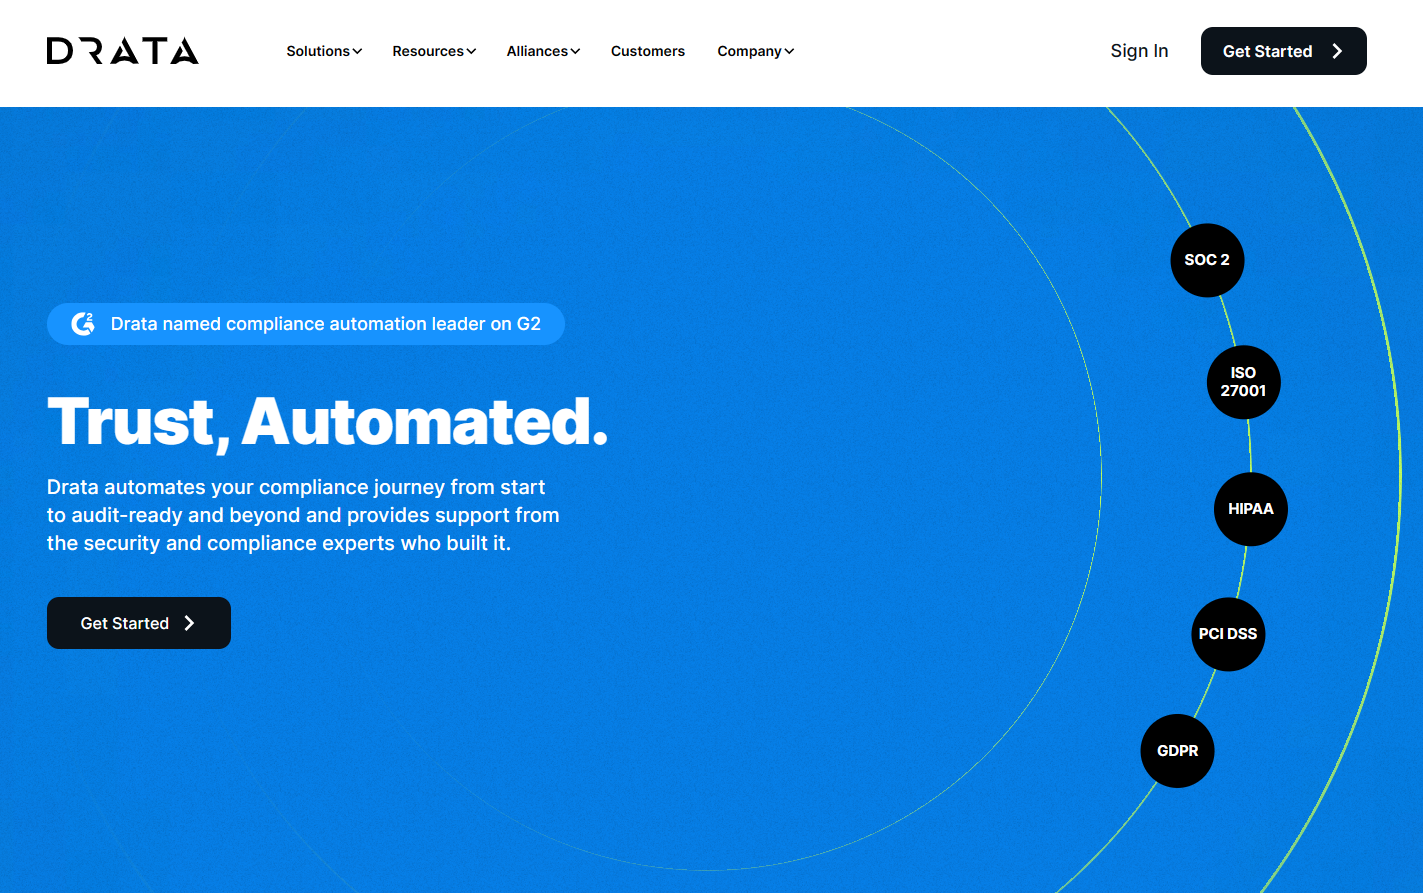 DRATA
Solutions
Resources
Alliances
Customers
Company
Sign In
Get Started
G2 Drata named compliance automation leader on G2
Trust, Automated.
Drata automates your compliance journey from start
to audit-ready and beyond and provides support from
the security and compliance experts who built it.
Get Started
SOC 2
ISO
27001
HIPAA
PCI DSS
GDPR